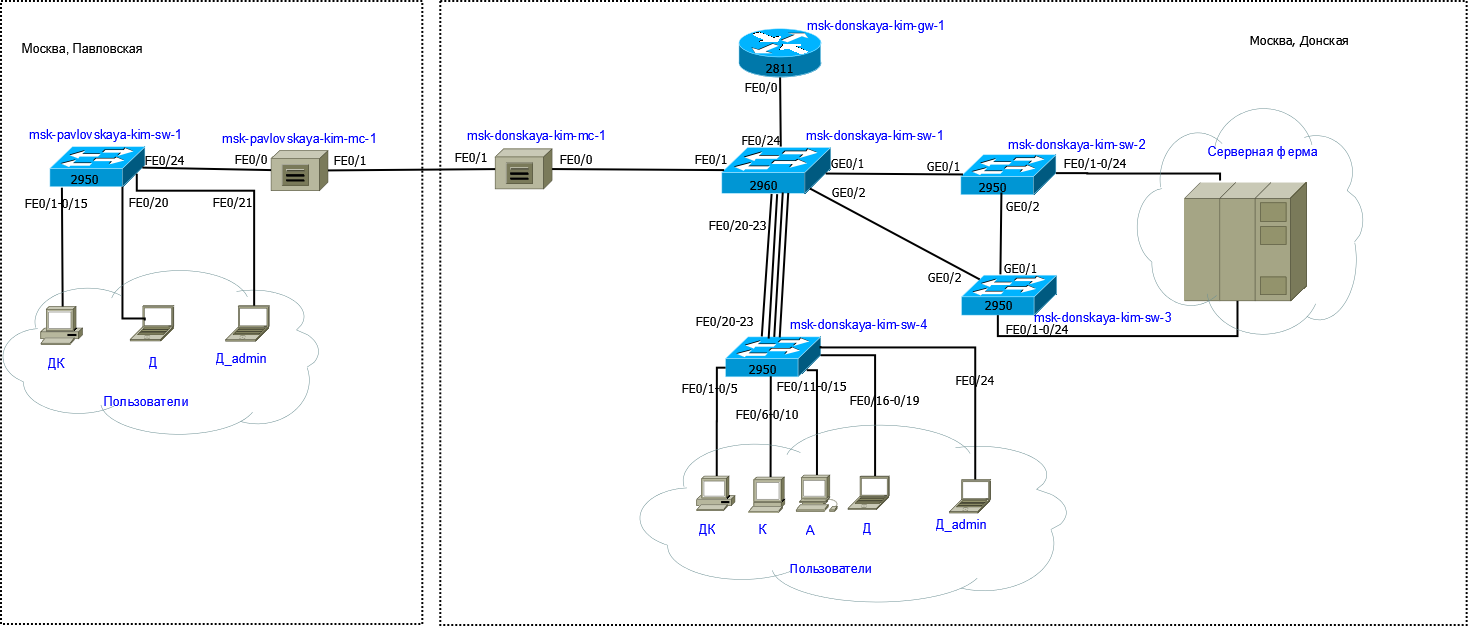 Москва, Павловская
msk-pavlovskaya-kim-sw-1
2950
FE0/24
FE0/1-0/15
FE0/20
FE0/21
msk-pavlovskaya-kim-mc-1
FE0/0
FE0/1
ДК
Д
Д_admin
Пользователи
Москва, Донская
msk-donskaya-kim-gw-1
2811
FE0/0
msk-donskaya-kim-mc-1
FE0/1
FE0/0
FE0/24
msk-donskaya-kim-sw-1
FE0/1
2960
GE0/1
GE0/2
FE0/20-23
GE0/1
msk-donskaya-kim-sw-2
2950
FE0/1-0/24
GE0/2
Серверная ферма
GE0/2
GE0/1
2950
msk-donskaya-kim-sw-3
FE0/1-0/24
FE0/20-23
msk-donskaya-kim-sw-4
2950
FE0/1-0/5
FE0/6-0/10
FE0/11-0/15
FE0/16-0/19
FE0/24
ДК
К
А
Д
Д_admin
Пользователи